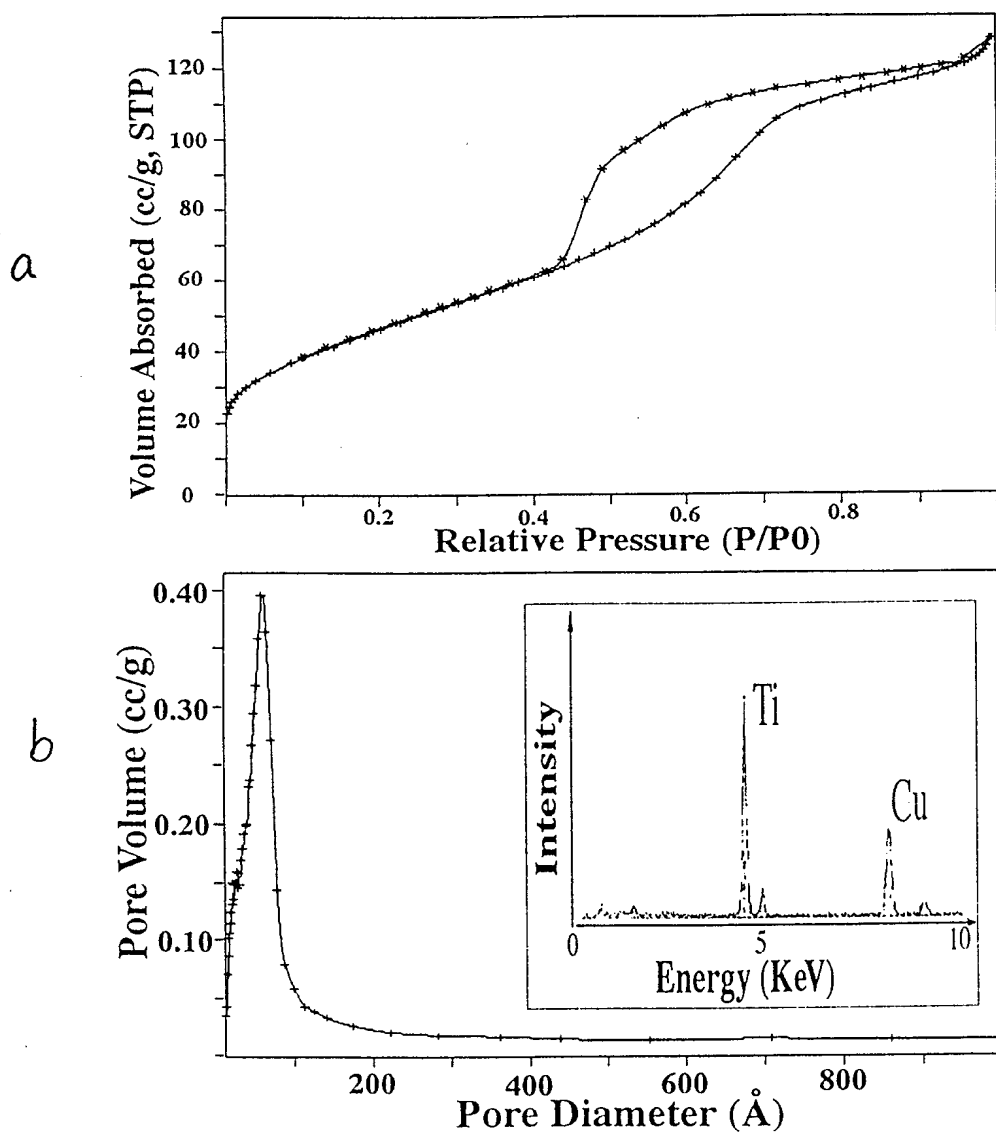 a
Volume Absorbed (cc/g, STP)
120
100
80
60
40
20
0
0.2
0.4
0.6
0.8
Relative Pressure (P/P0)
b
Pore Volume (cc/g)
0.40
0.30
0.20
0.10
200
400
600
800
Pore Diameter (Å)
Intensity
Ti
Cu
0
5
10
Energy (KeV)